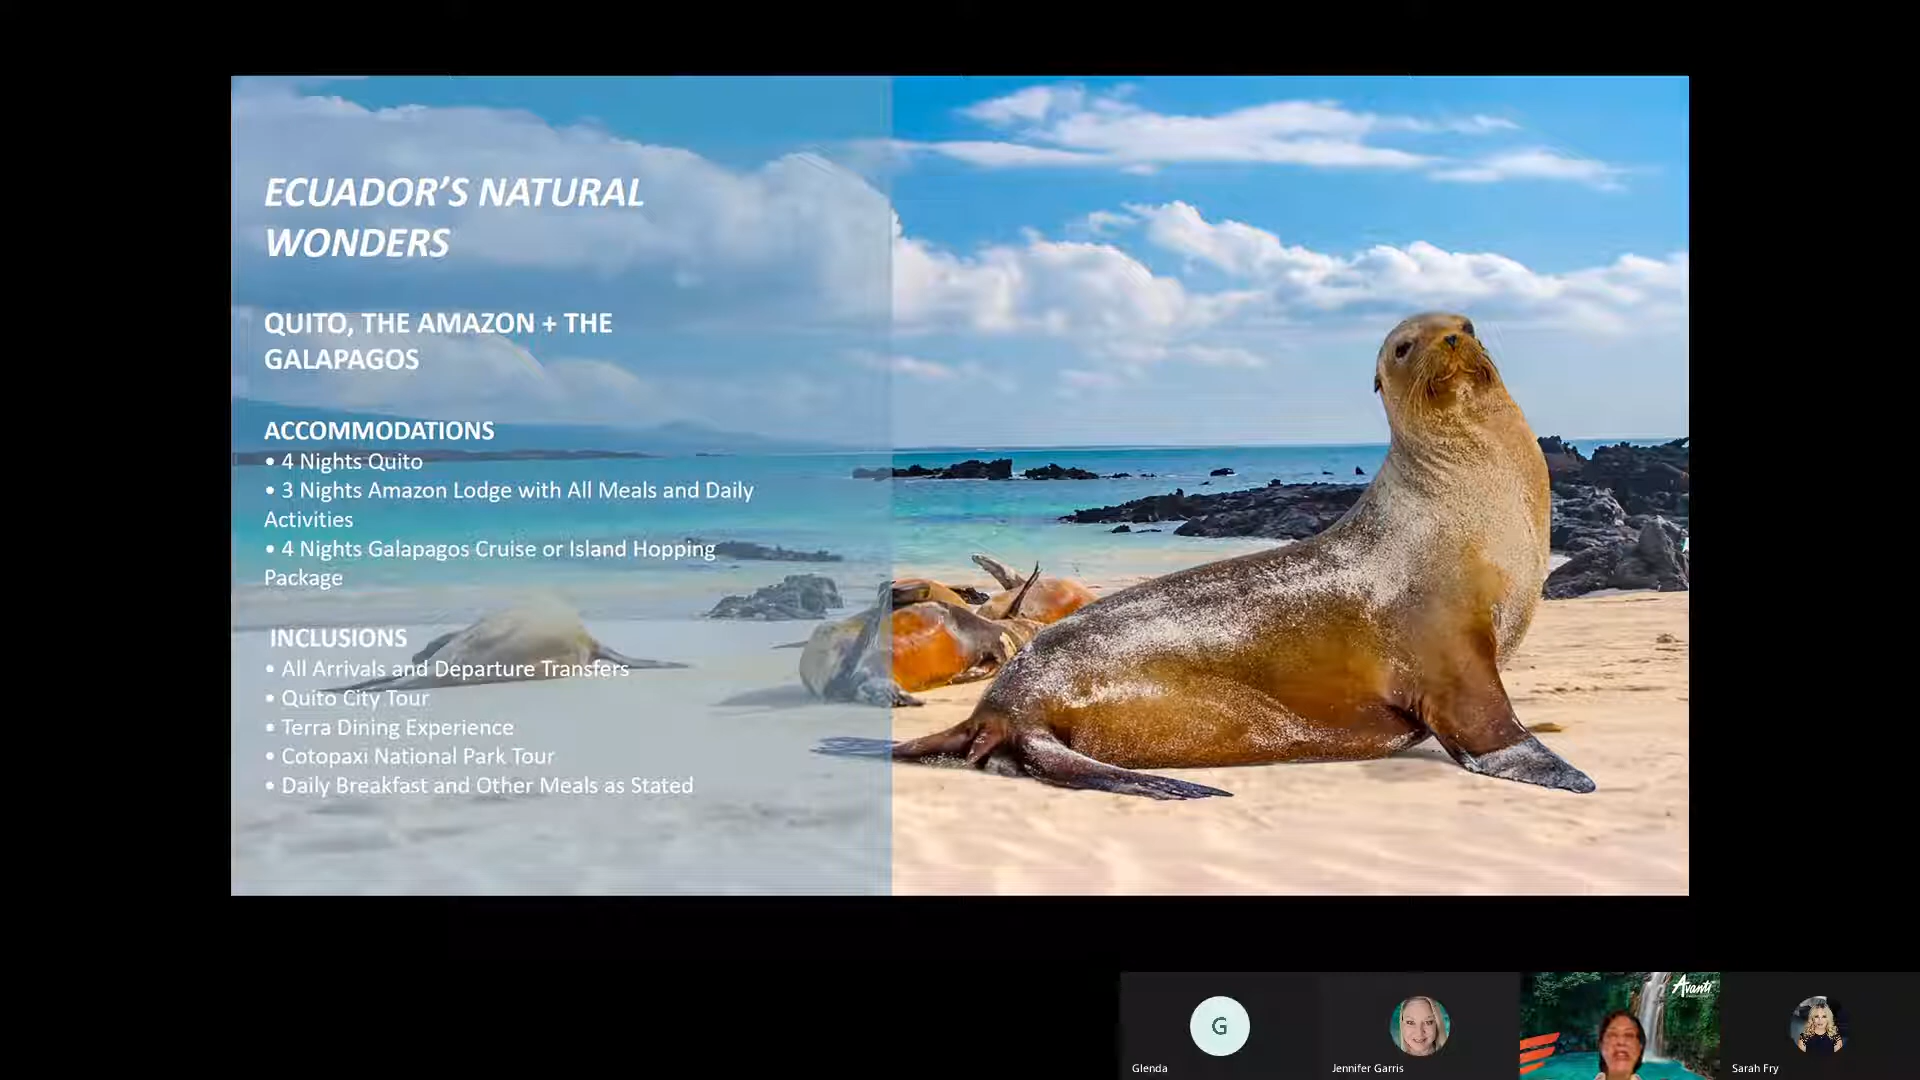 ECUADOR’S NATURAL
WONDERS
QUITO, THE AMAZON + THE
GALAPAGOS
ACCOMMODATIONS
• 4 Nights Quito
• 3 Nights Amazon Lodge with All Meals and Daily
Activities
• 4 Nights Galapagos Cruise or Island Hopping
Package
INCLUSIONS
• All Arrivals and Departure Transfers
• Quito City Tour
• Terra Dining Experience
• Cotopaxi National Park Tour
• Daily Breakfast and Other Meals as Stated
Avanti
G
Glenda
Jennifer Garris
Sarah Fry